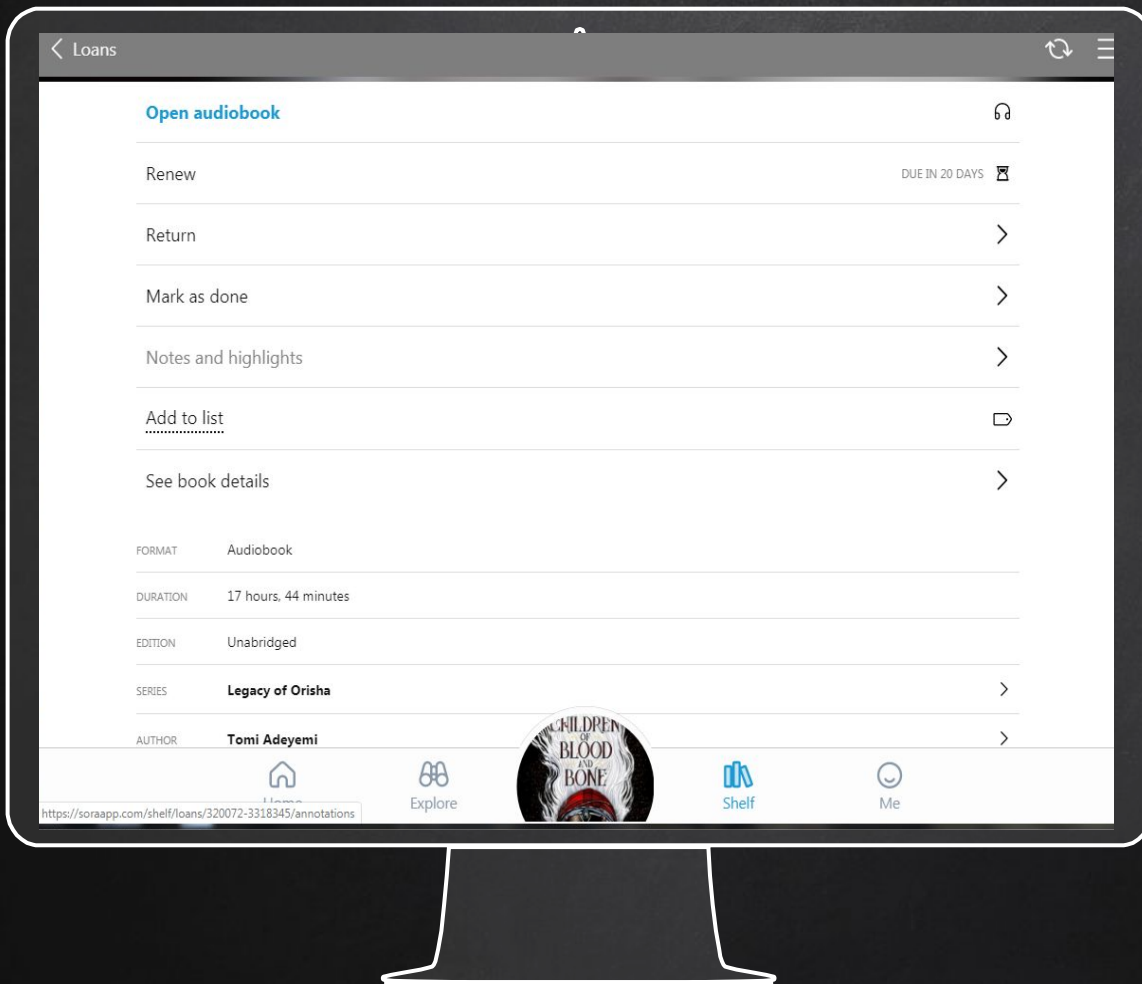 Loans
Open audiobook
Renew DUE IN 20 DAYS
Return
Mark as done
Notes and highlights
Add to list
See book details
FORMAT Audiobook
DURATION 17 hours, 44 minutes
EDITION Unabridged
SERIES Legacy of Orisha
AUTHOR Tomi Adeyemi
CHILDREN
OF
BLOOD
AND
BONE
Home Explore Shelf Me
https://soraapp.com/shelf/loans/320072-3318345/annotations